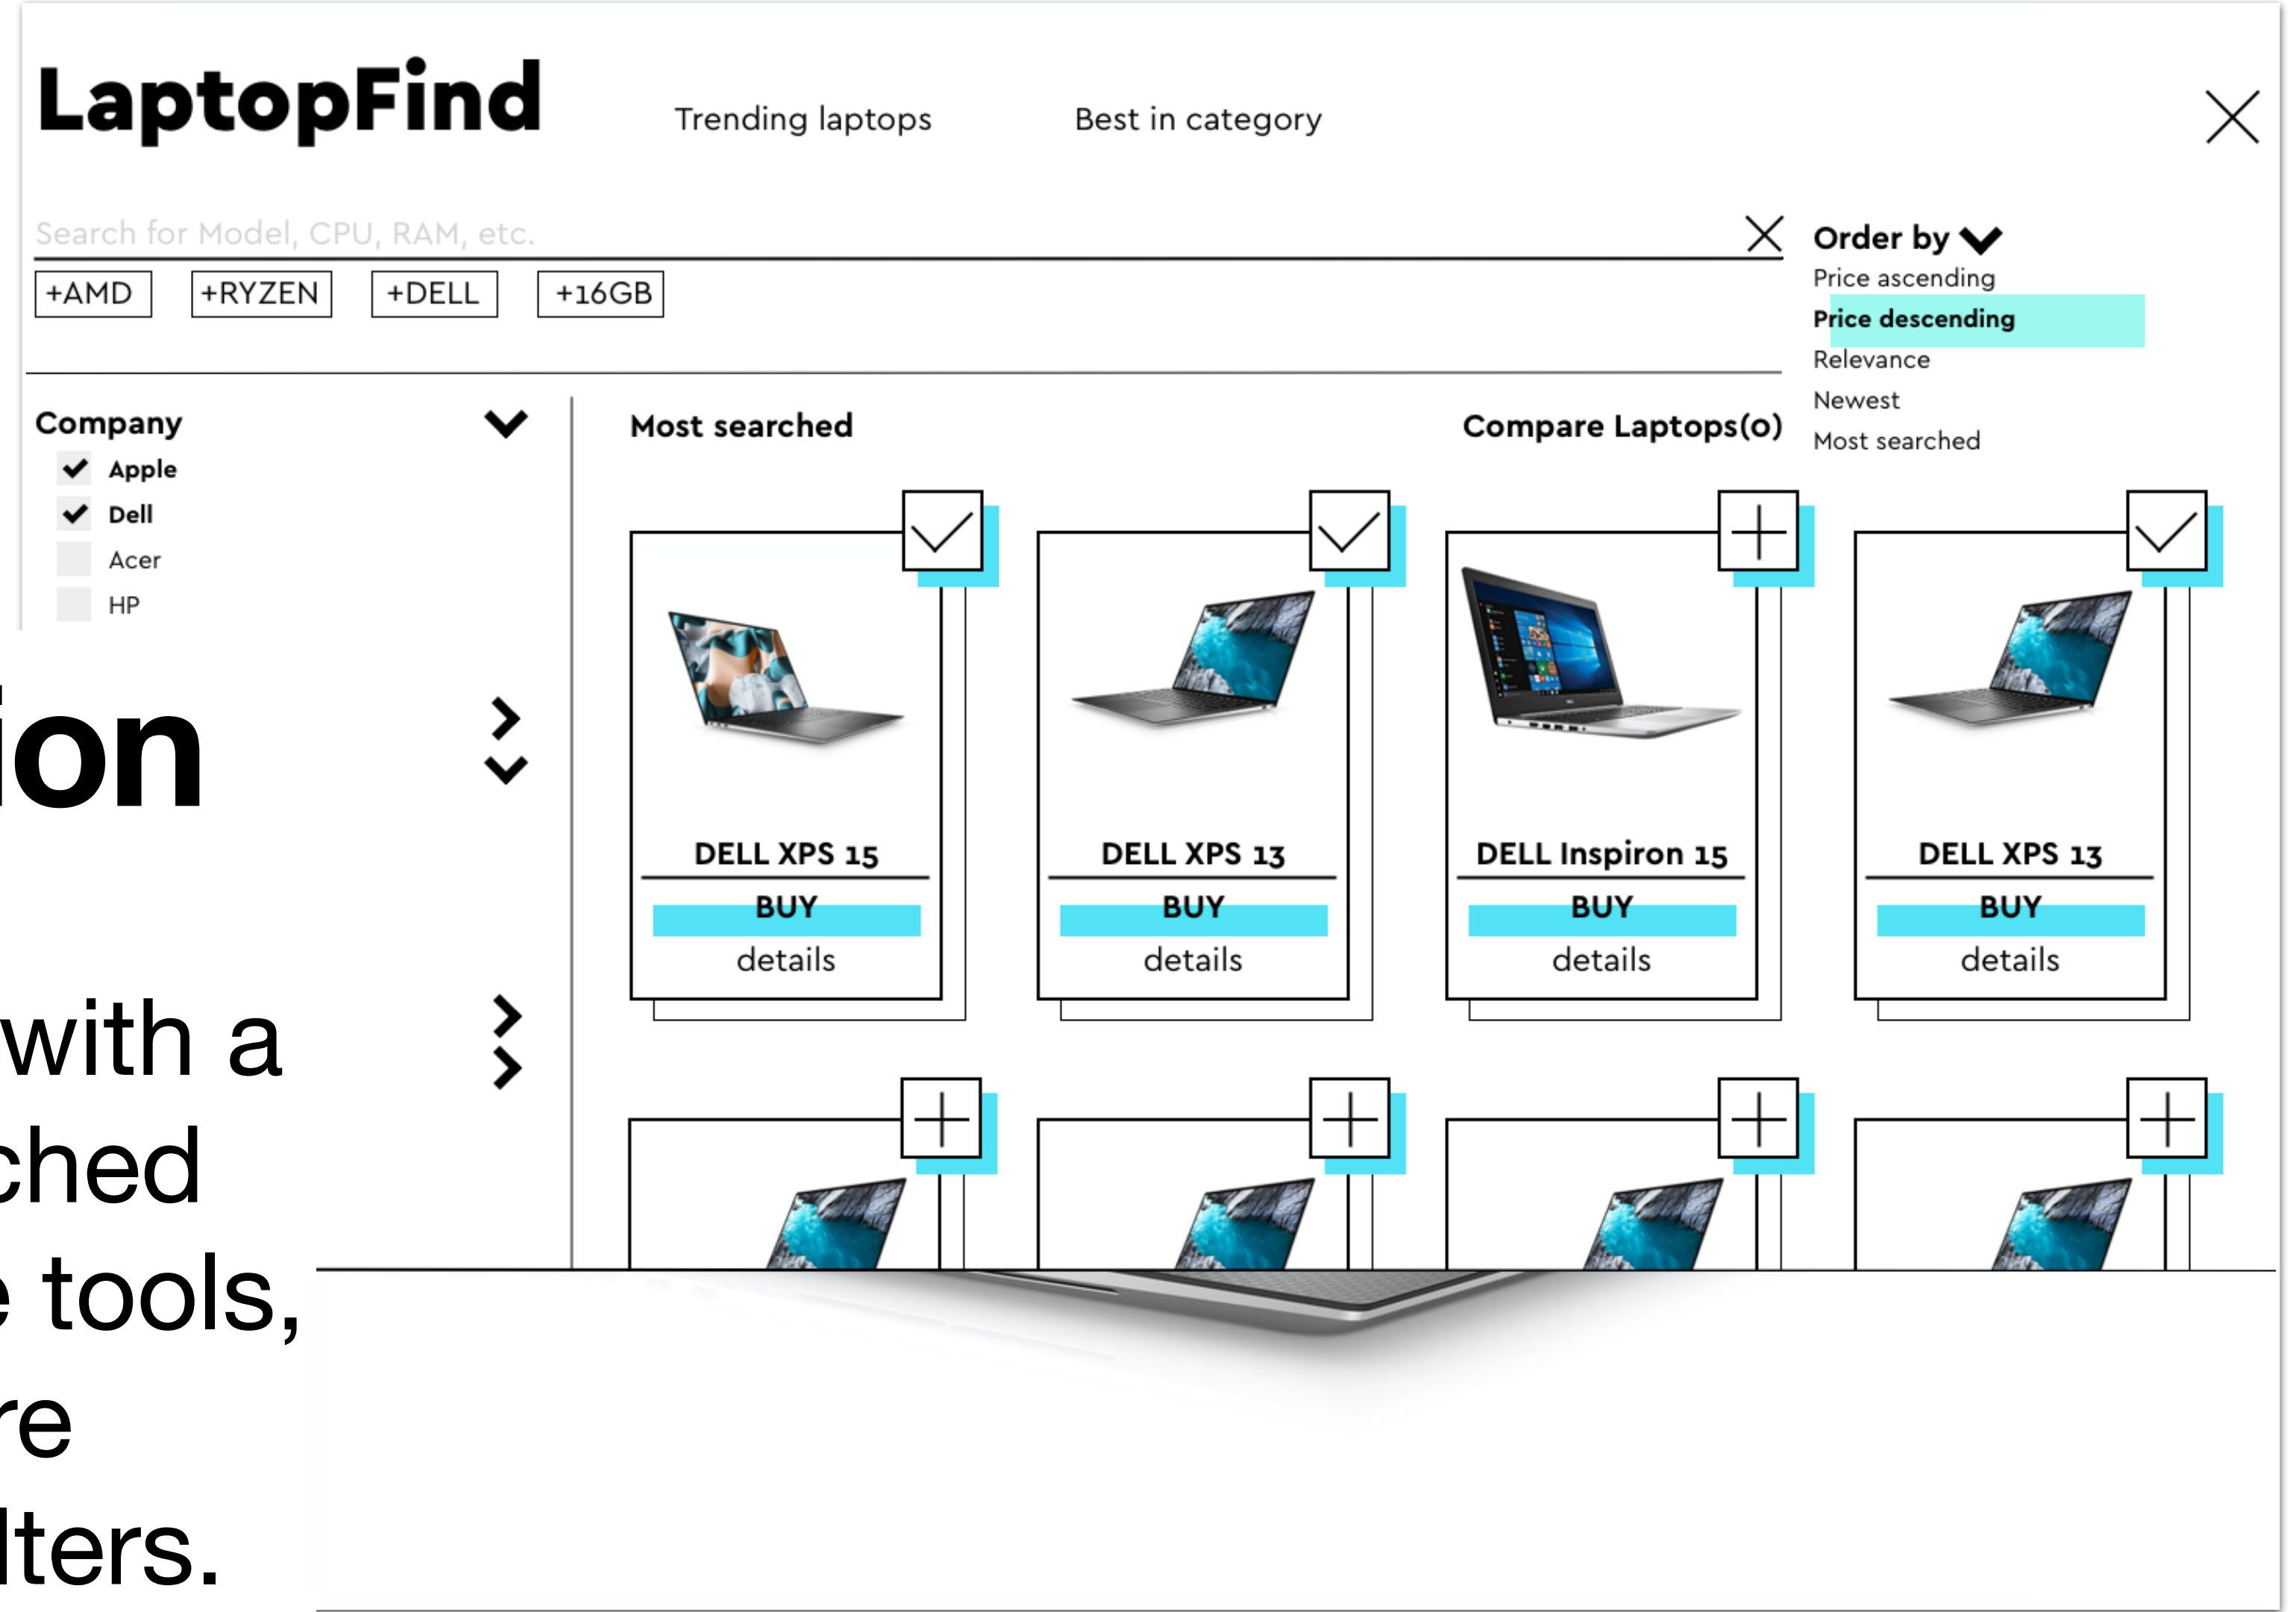 LaptopFind
Trending laptops
Best in category
Search for Model, CPU, RAM, etc.
+AMD +RYZEN +DELL +16GB
Order by
Price ascending
Price descending
Relevance
Newest
Most searched
Company
Apple
Dell
Acer
HP
Most searched
Compare Laptops(0)
DELL XPS 15
BUY
details
DELL XPS 13
BUY
details
DELL Inspiron 15
BUY
details
DELL XPS 13
BUY
details
ion
with a
ched
e tools,
re
lters.